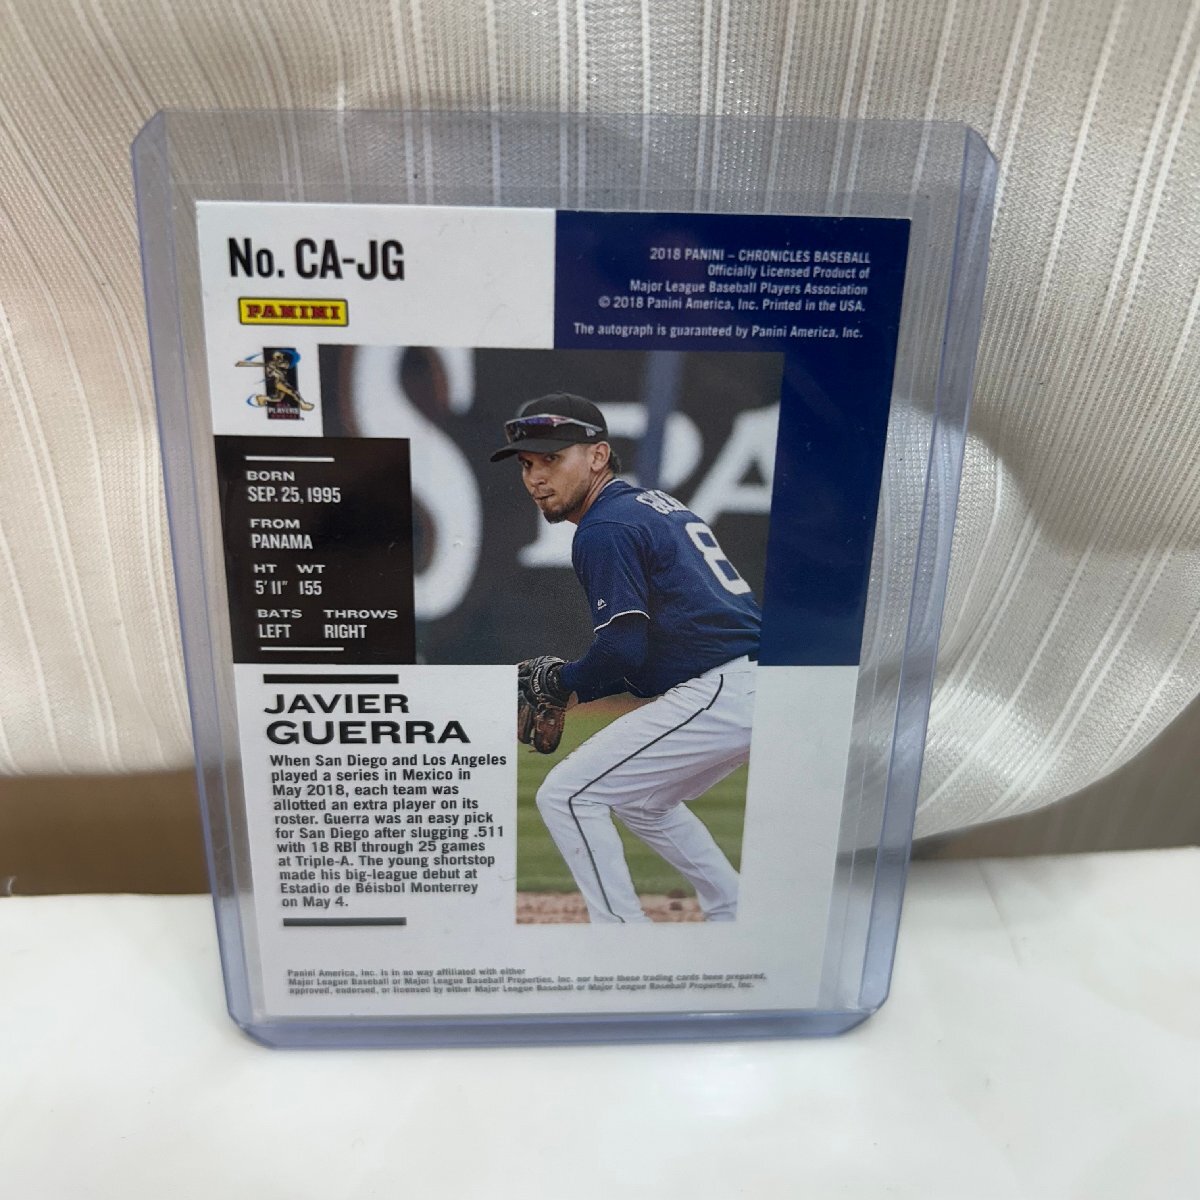 No. CA-JG
PANINI
2018 PANINI – CHRONICLES BASEBALL
Officially Licensed Product of
Major League Baseball Players Association
© 2018 Panini America, Inc. Printed in the USA.
The autograph is guaranteed by Panini America, Inc.
PLAYERS
BORN
SEP. 25, 1995
FROM
PANAMA
HT WT
5' 11" 155
BATS THROWS
LEFT RIGHT
8
JAVIER
GUERRA
When San Diego and Los Angeles
played a series in Mexico in
May 2018, each team was
allotted an extra player on its
roster. Guerra was an easy pick
for San Diego after slugging .511
with 18 RBI through 25 games
at Triple-A. The young shortstop
made his big-league debut at
Estadio de Béisbol Monterrey
on May 4.
Panini America, Inc. is in no way affiliated with either
Major League Baseball or Major League Baseball Properties, Inc. nor have these trading cards been prepared,
approved, endorsed, or licensed by either Major League Baseball or Major League Baseball Properties, Inc.